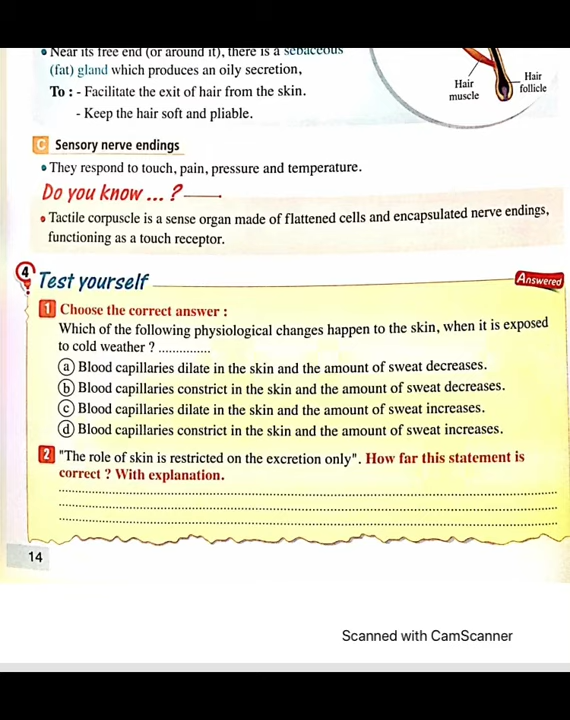 • Near its free end (or around it), there is a sebaceous
(fat) gland which produces an oily secretion,
To : - Facilitate the exit of hair from the skin.
- Keep the hair soft and pliable.
Hair
muscle
Hair
follicle
C Sensory nerve endings
• They respond to touch, pain, pressure and temperature.
Do you know ... ?
• Tactile corpuscle is a sense organ made of flattened cells and encapsulated nerve endings,
functioning as a touch receptor.
4 Test yourself
Answered
1 Choose the correct answer :
Which of the following physiological changes happen to the skin, when it is exposed
to cold weather ? ..............
a Blood capillaries dilate in the skin and the amount of sweat decreases.
b Blood capillaries constrict in the skin and the amount of sweat decreases.
c Blood capillaries dilate in the skin and the amount of sweat increases.
d Blood capillaries constrict in the skin and the amount of sweat increases.
2 "The role of skin is restricted on the excretion only". How far this statement is
correct ? With explanation.
14
Scanned with CamScanner